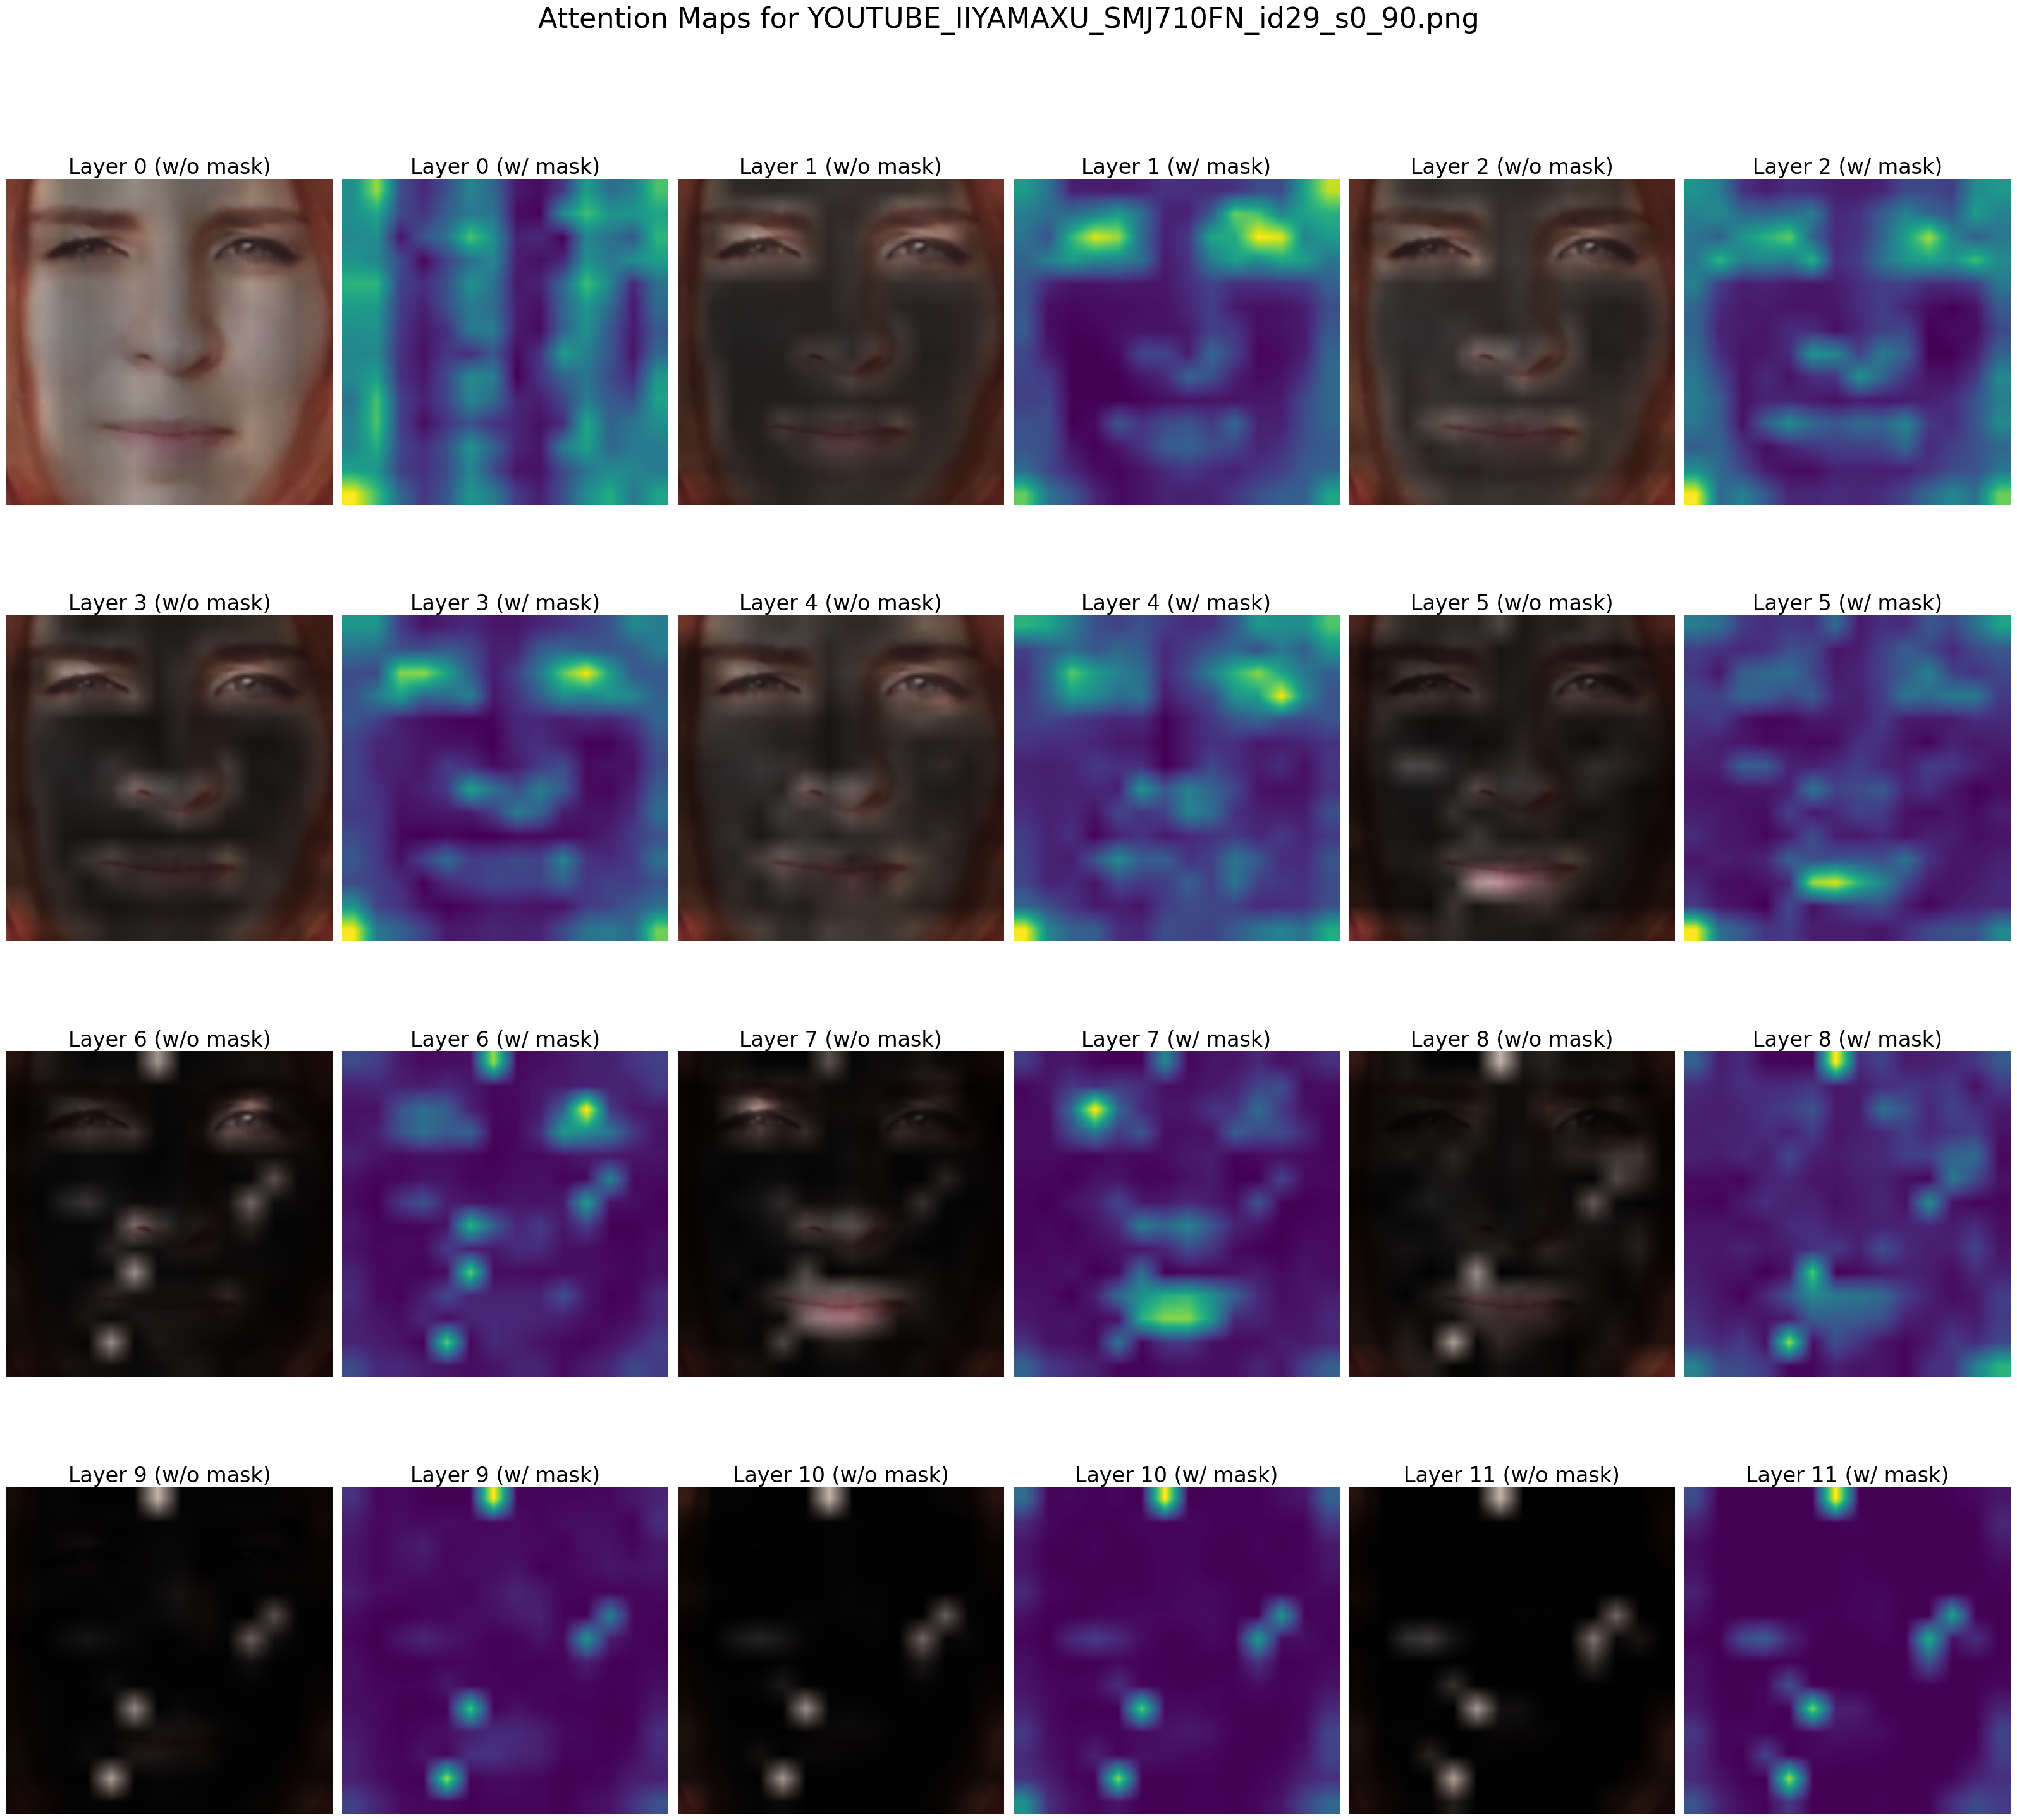 Attention Maps for YOUTUBE_IIYAMAXU_SMJ710FN_id29_s0_90.png
Layer 0 (w/o mask) Layer 0 (w/ mask) Layer 1 (w/o mask) Layer 1 (w/ mask) Layer 2 (w/o mask) Layer 2 (w/ mask)
Layer 3 (w/o mask) Layer 3 (w/ mask) Layer 4 (w/o mask) Layer 4 (w/ mask) Layer 5 (w/o mask) Layer 5 (w/ mask)
Layer 6 (w/o mask) Layer 6 (w/ mask) Layer 7 (w/o mask) Layer 7 (w/ mask) Layer 8 (w/o mask) Layer 8 (w/ mask)
Layer 9 (w/o mask) Layer 9 (w/ mask) Layer 10 (w/o mask) Layer 10 (w/ mask) Layer 11 (w/o mask) Layer 11 (w/ mask)